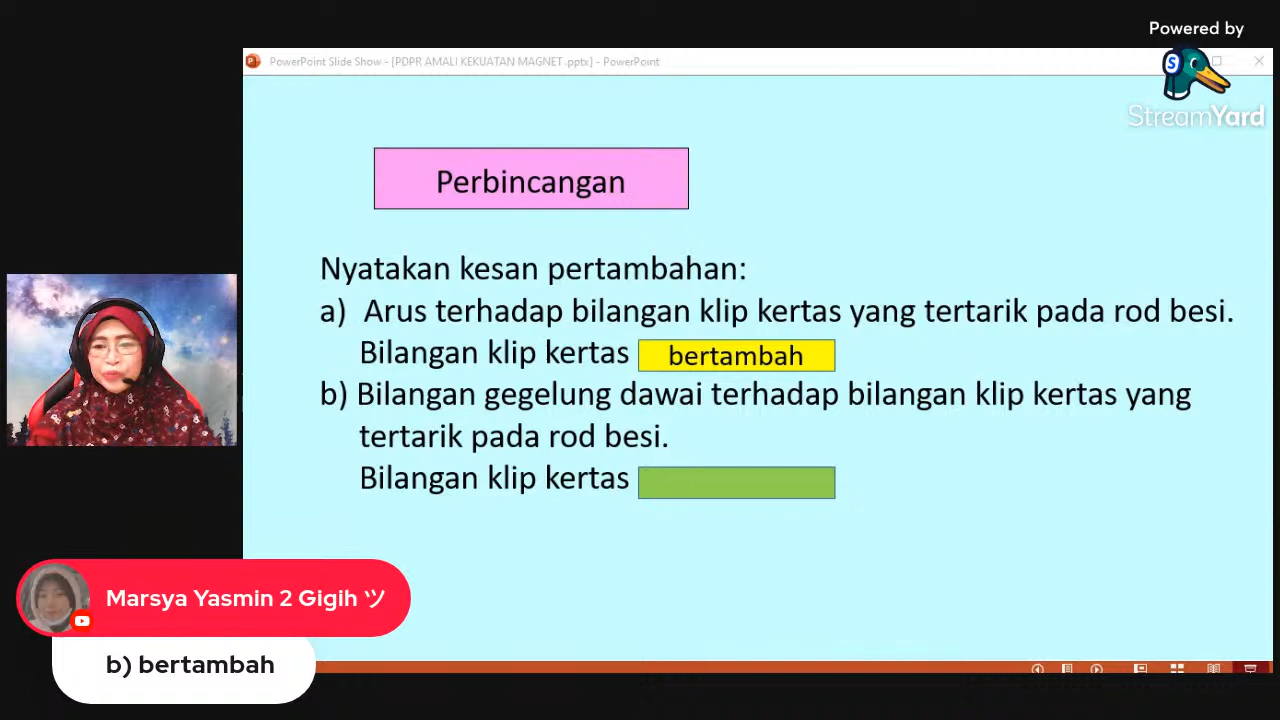 Powered by
StreamYard
PowerPoint Slide Show - [PDPR AMALI KEKUATAN MAGNET .pptx] - PowerPoint
Perbincangan
Nyatakan kesan pertambahan:
a) Arus terhadap bilangan klip kertas yang tertarik pada rod besi.
Bilangan klip kertas bertambah
b) Bilangan gegelung dawai terhadap bilangan klip kertas yang
tertarik pada rod besi.
Bilangan klip kertas
Marsya Yasmin 2 Gigih ツ
b) bertambah